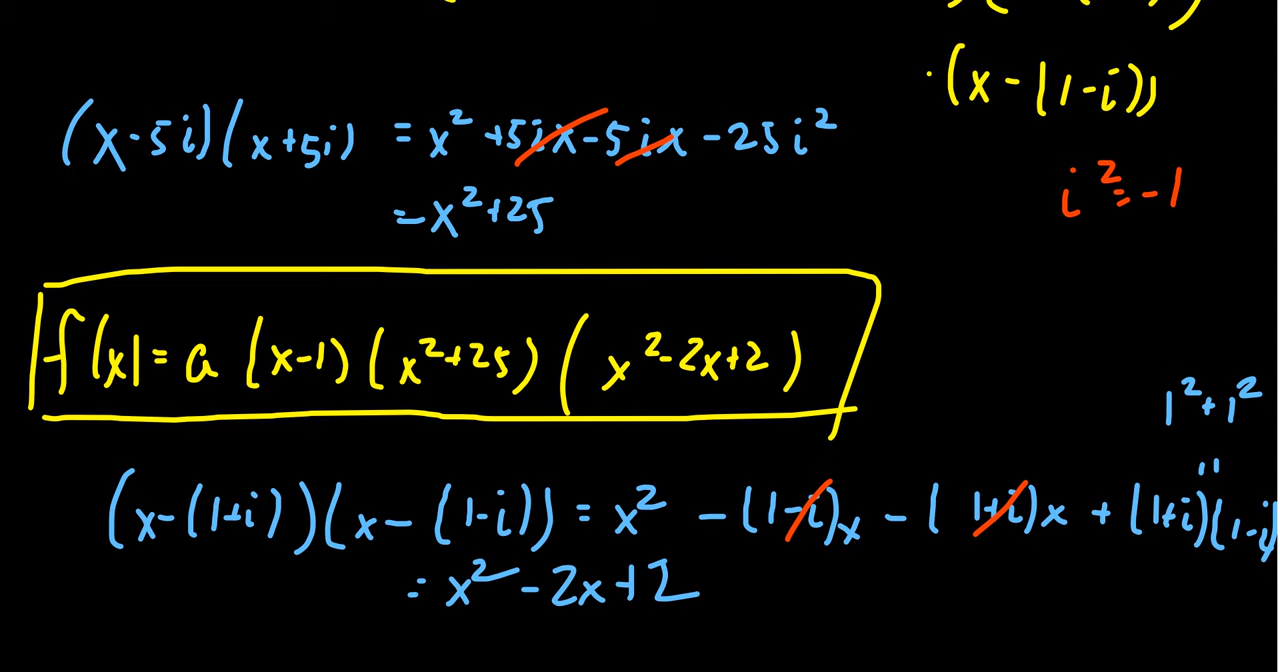 ·(x-(1-i))
(x-5i)(x+5i) = x²+5ix-5ix-25i²
i²=-1
=x²+25
f(x)=a(x-1)(x²+25)(x²-2x+2)
1²+1²
"
(x-(1+i))(x-(1-i))=x²-(1-i)x-(1+i)x+(1+i)(1-i)
=x²-2x+2